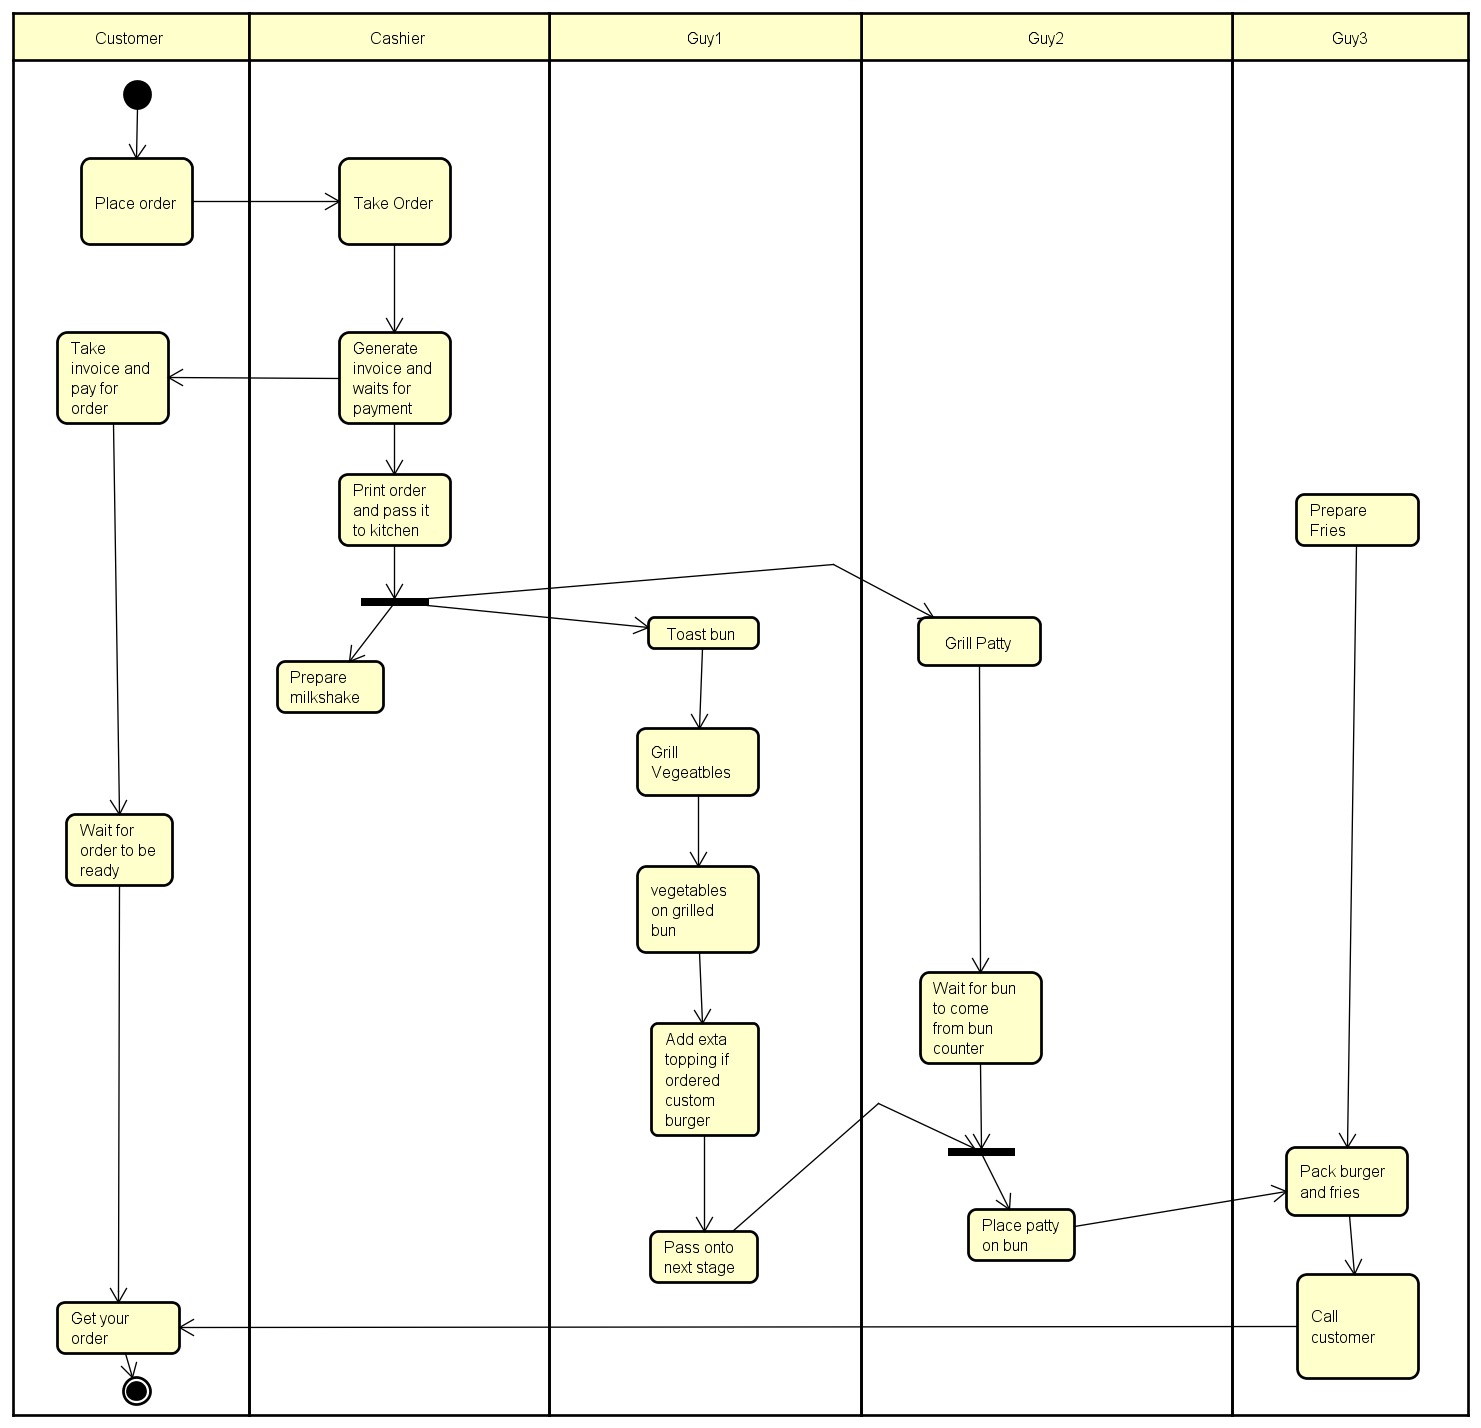 Customer
Cashier
Guy1
Guy2
Guy3
Place order
Take Order
Take
invoice and
pay for
order
Generate
invoice and
waits for
payment
Print order
and pass it
to kitchen
Prepare
Fries
Toast bun
Grill Patty
Prepare
milkshake
Grill
Vegeatbles
Wait for
order to be
ready
vegetables
on grilled
bun
Wait for bun
to come
from bun
counter
Add exta
topping if
ordered
custom
burger
Pack burger
and fries
Place patty
on bun
Pass onto
next stage
Get your
order
Call
customer